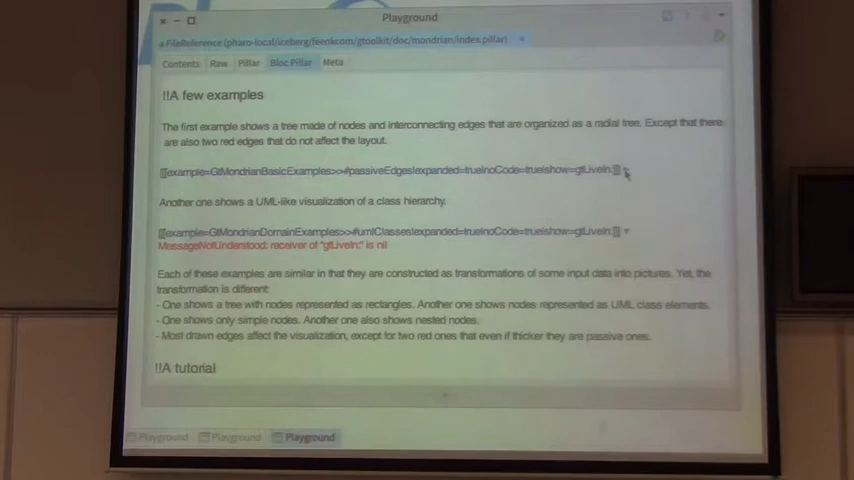 Playground
a FileReference (pharo-local/iceberg/feenkcom/gtoolkit/doc/mondrian/index.pillar)
Contents Raw Pillar Bloc Pillar Meta
!!A few examples
The first example shows a tree made of nodes and interconnecting edges that are organized as a radial tree. Except that there
are also two red edges that do not affect the layout.
[[[example=GtMondrianBasicExamples>>#passiveEdges|expanded=true|noCode=true|show=gtLiveIn:]]]
Another one shows a UML-like visualization of a class hierarchy.
[[[example=GtMondrianDomainExamples>>#umlClasses|expanded=true|noCode=true|show=gtLiveIn:]]]
MessageNotUnderstood: receiver of "gtLiveIn:" is nil
Each of these examples are similar in that they are constructed as transformations of some input data into pictures. Yet, the
transformation is different:
- One shows a tree with nodes represented as rectangles. Another one shows nodes represented as UML class elements.
- One shows only simple nodes. Another one also shows nested nodes.
- Most drawn edges affect the visualization, except for two red ones that even if thicker they are passive ones.
!!A tutorial
Playground Playground Playground